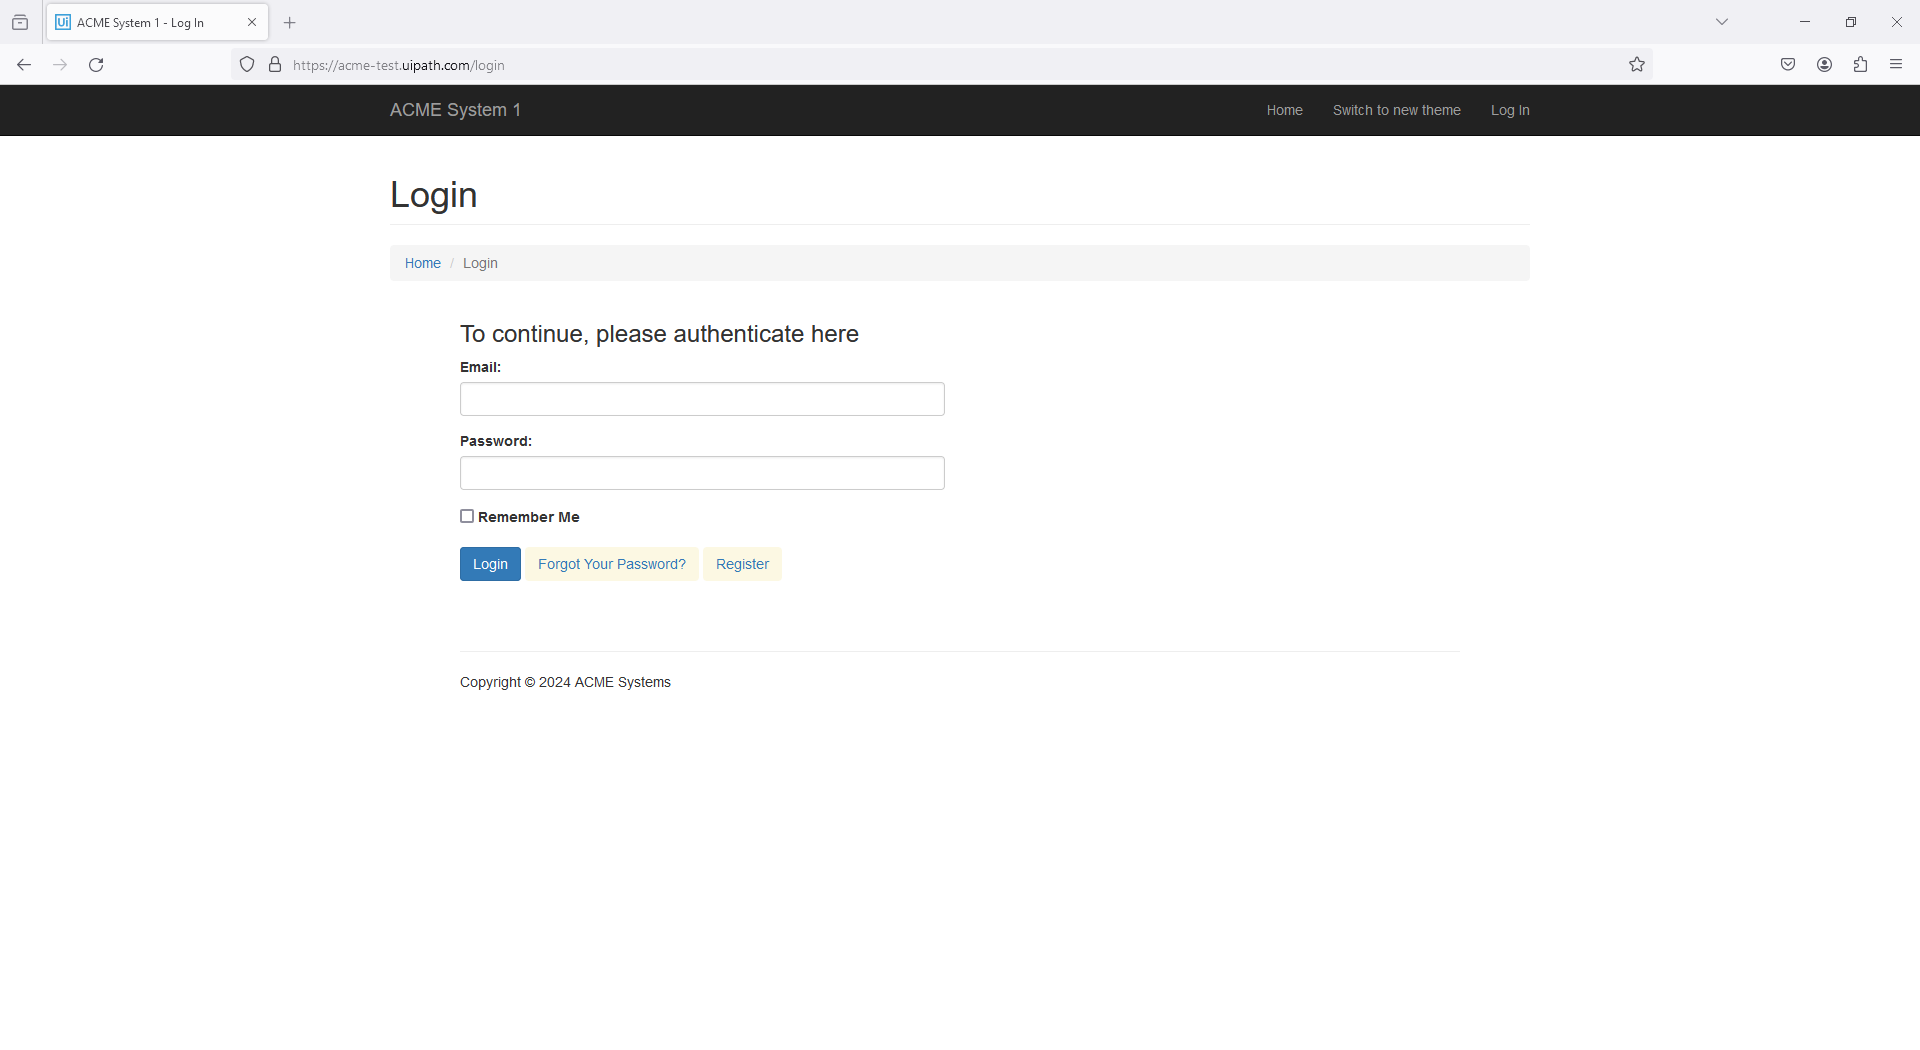 ACME System 1 - Log In
https://acme-test.uipath.com/login
ACME System 1
Home
Switch to new theme
Log In
Login
Home / Login
To continue, please authenticate here
Email:
Password:
Remember Me
Login
Forgot Your Password?
Register
Copyright © 2024 ACME Systems